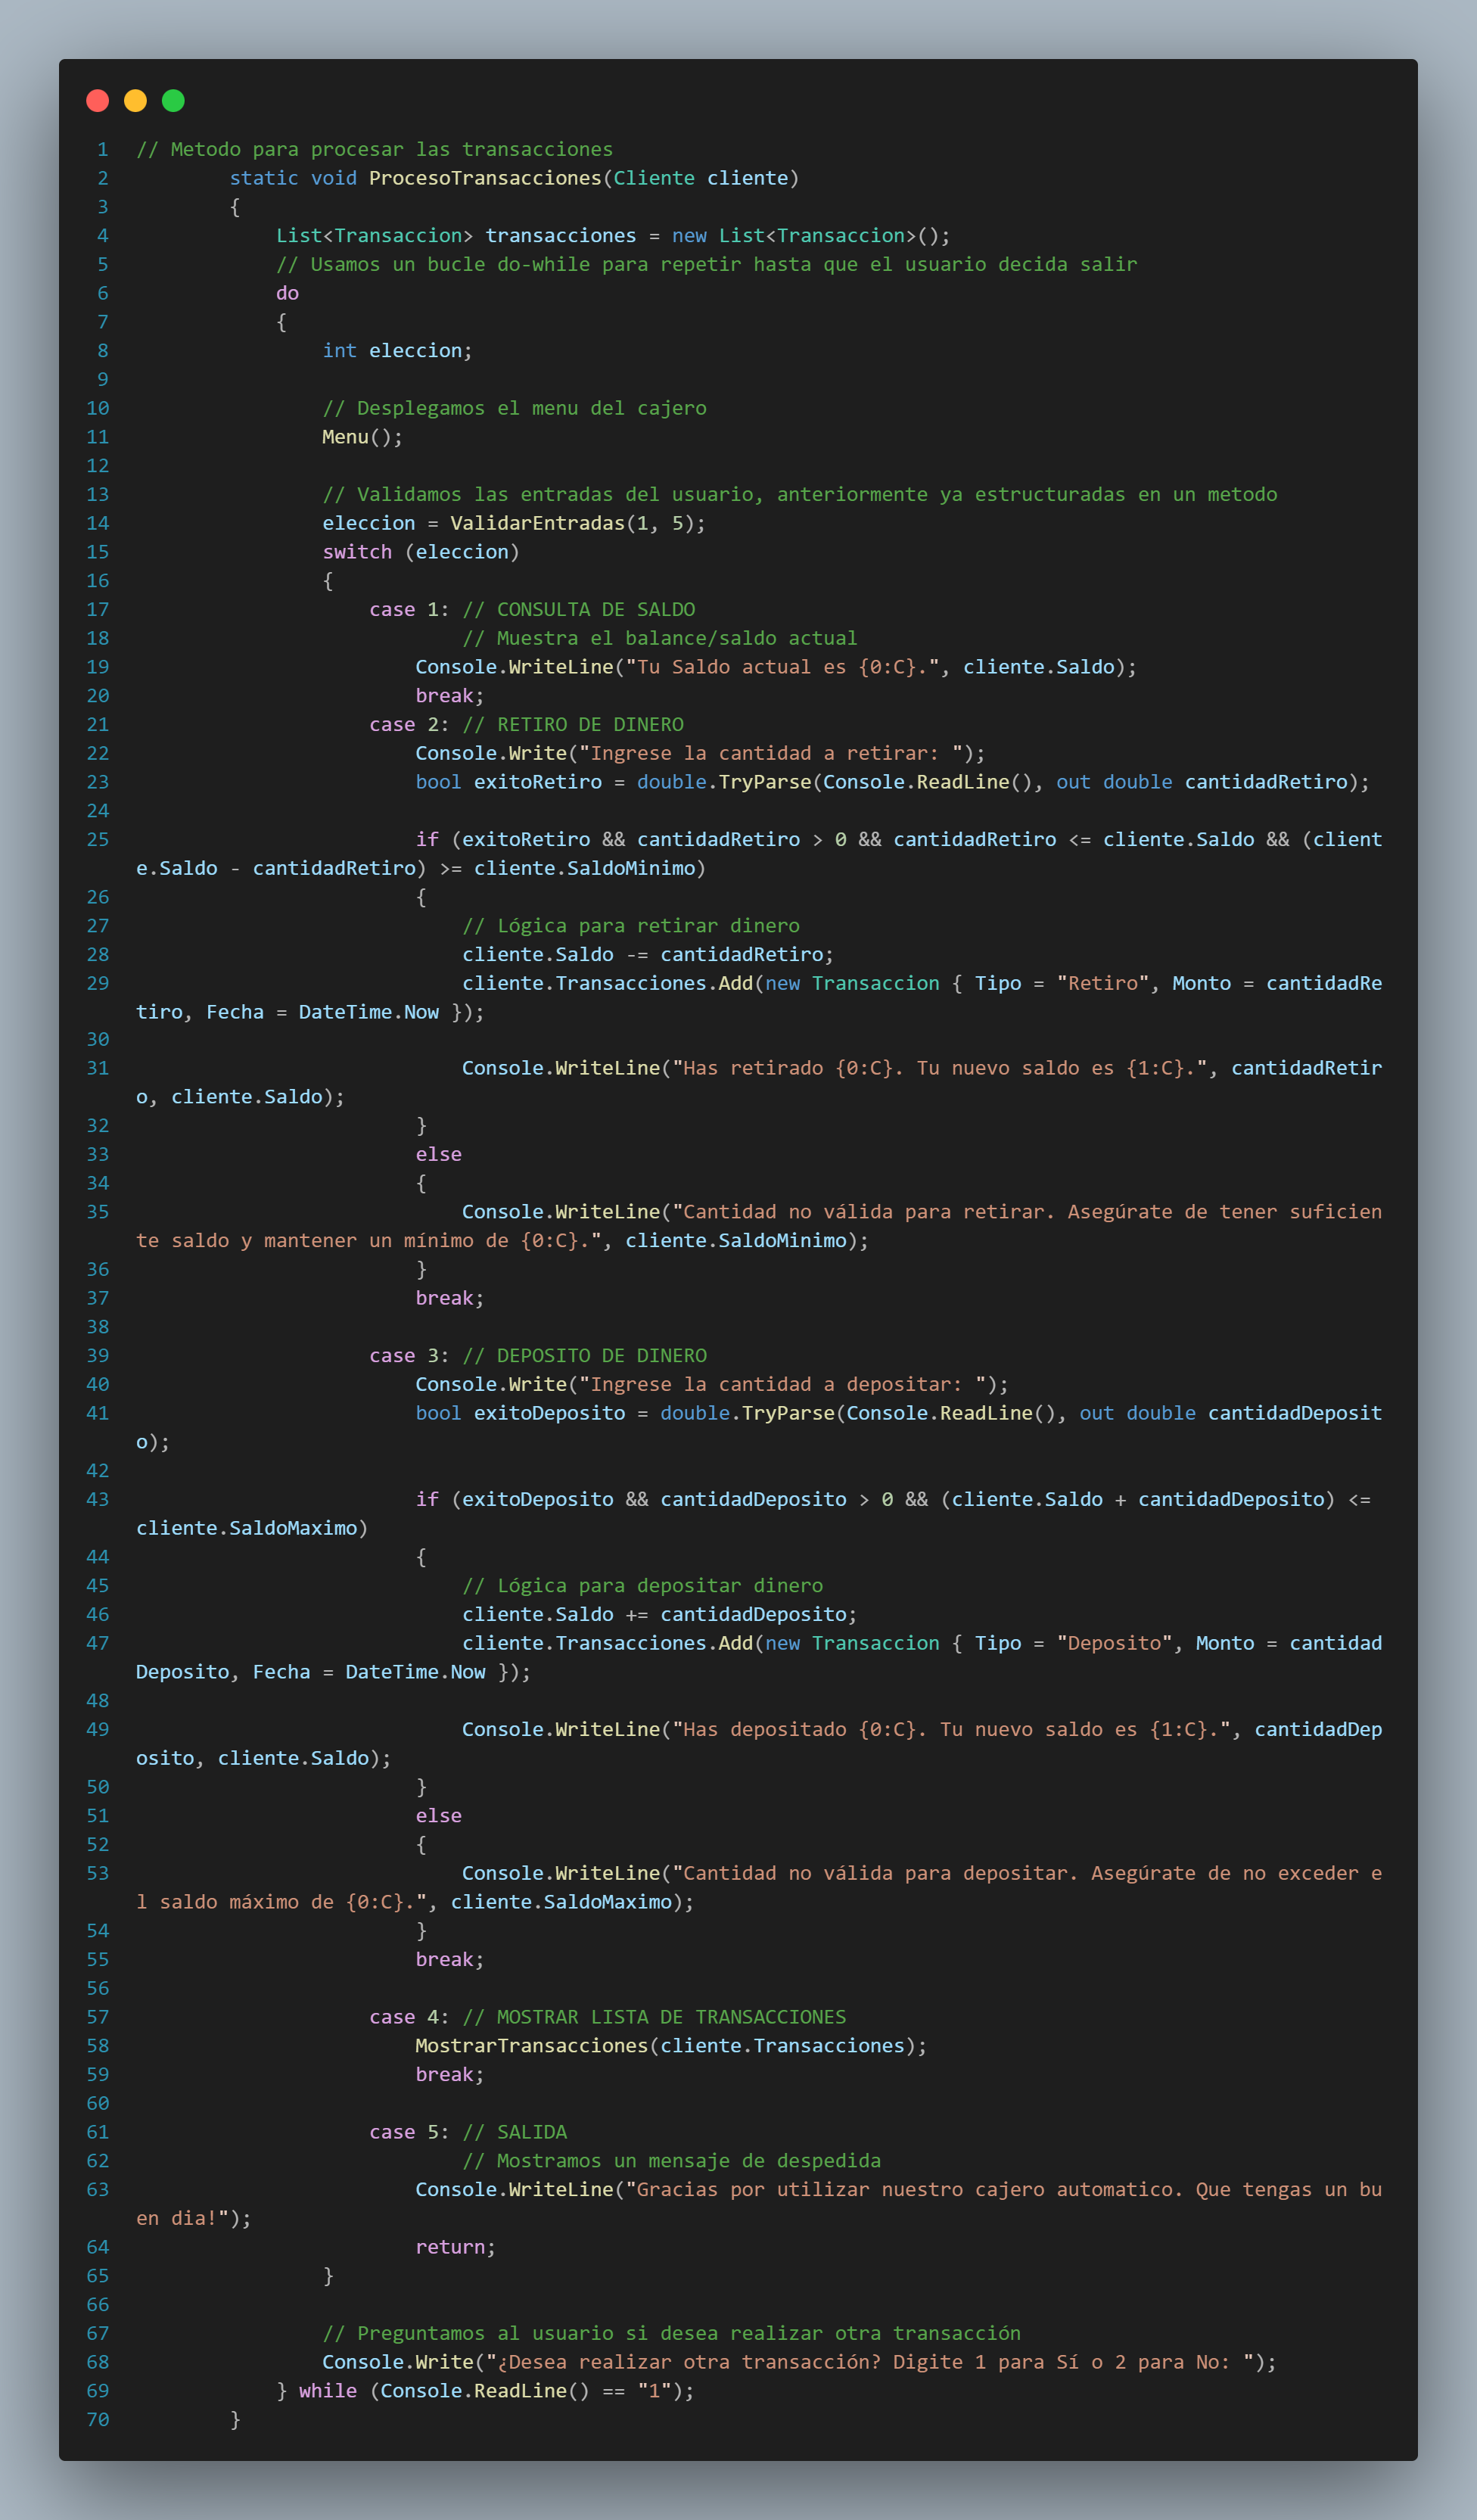 1 // Metodo para procesar las transacciones
2         static void ProcesoTransacciones(Cliente cliente)
3         {
4             List<Transaccion> transacciones = new List<Transaccion>();
5             // Usamos un bucle do-while para repetir hasta que el usuario decida salir
6             do
7             {
8                 int eleccion;
9
10                 // Desplegamos el menu del cajero
11                 Menu();
12
13                 // Validamos las entradas del usuario, anteriormente ya estructuradas en un metodo
14                 eleccion = ValidarEntradas(1, 5);
15                 switch (eleccion)
16                 {
17                     case 1: // CONSULTA DE SALDO
18                             // Muestra el balance/saldo actual
19                         Console.WriteLine("Tu Saldo actual es {0:C}.", cliente.Saldo);
20                         break;
21                     case 2: // RETIRO DE DINERO
22                         Console.Write("Ingrese la cantidad a retirar: ");
23                         bool exitoRetiro = double.TryParse(Console.ReadLine(), out double cantidadRetiro);
24
25                         if (exitoRetiro && cantidadRetiro > 0 && cantidadRetiro <= cliente.Saldo && (client
e.Saldo - cantidadRetiro) >= cliente.SaldoMinimo)
26                         {
27                             // Lógica para retirar dinero
28                             cliente.Saldo -= cantidadRetiro;
29                             cliente.Transacciones.Add(new Transaccion { Tipo = "Retiro", Monto = cantidadRe
tiro, Fecha = DateTime.Now });
30
31                             Console.WriteLine("Has retirado {0:C}. Tu nuevo saldo es {1:C}.", cantidadRetir
o, cliente.Saldo);
32                         }
33                         else
34                         {
35                             Console.WriteLine("Cantidad no válida para retirar. Asegúrate de tener suficien
te saldo y mantener un mínimo de {0:C}.", cliente.SaldoMinimo);
36                         }
37                         break;
38
39                     case 3: // DEPOSITO DE DINERO
40                         Console.Write("Ingrese la cantidad a depositar: ");
41                         bool exitoDeposito = double.TryParse(Console.ReadLine(), out double cantidadDeposit
o);
42
43                         if (exitoDeposito && cantidadDeposito > 0 && (cliente.Saldo + cantidadDeposito) <=
cliente.SaldoMaximo)
44                         {
45                             // Lógica para depositar dinero
46                             cliente.Saldo += cantidadDeposito;
47                             cliente.Transacciones.Add(new Transaccion { Tipo = "Deposito", Monto = cantidad
Deposito, Fecha = DateTime.Now });
48
49                             Console.WriteLine("Has depositado {0:C}. Tu nuevo saldo es {1:C}.", cantidadDep
osito, cliente.Saldo);
50                         }
51                         else
52                         {
53                             Console.WriteLine("Cantidad no válida para depositar. Asegúrate de no exceder e
l saldo máximo de {0:C}.", cliente.SaldoMaximo);
54                         }
55                         break;
56
57                     case 4: // MOSTRAR LISTA DE TRANSACCIONES
58                         MostrarTransacciones(cliente.Transacciones);
59                         break;
60
61                     case 5: // SALIDA
62                             // Mostramos un mensaje de despedida
63                         Console.WriteLine("Gracias por utilizar nuestro cajero automatico. Que tengas un bu
en dia!");
64                         return;
65                 }
66
67                 // Preguntamos al usuario si desea realizar otra transacción
68                 Console.Write("¿Desea realizar otra transacción? Digite 1 para Sí o 2 para No: ");
69             } while (Console.ReadLine() == "1");
70         }